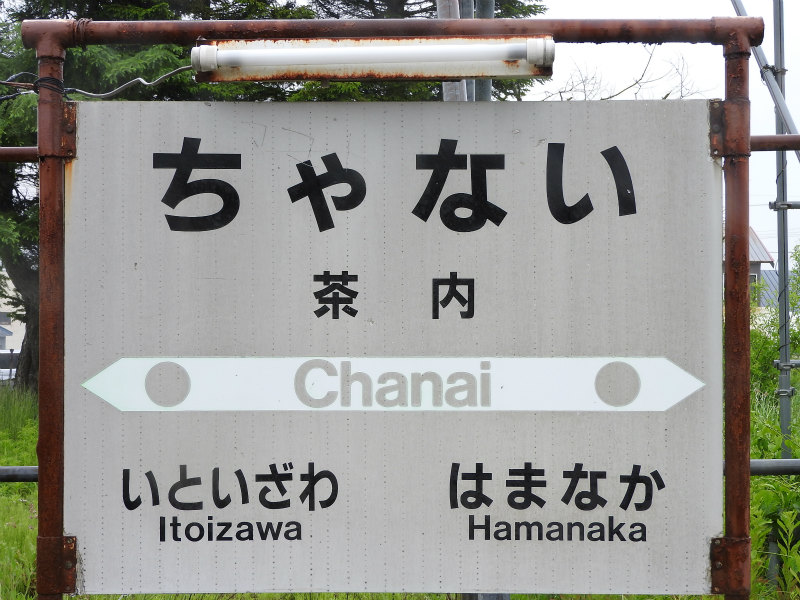 ちゃない
茶内
Chanai
いといざわ はまなか
Itoizawa Hamanaka